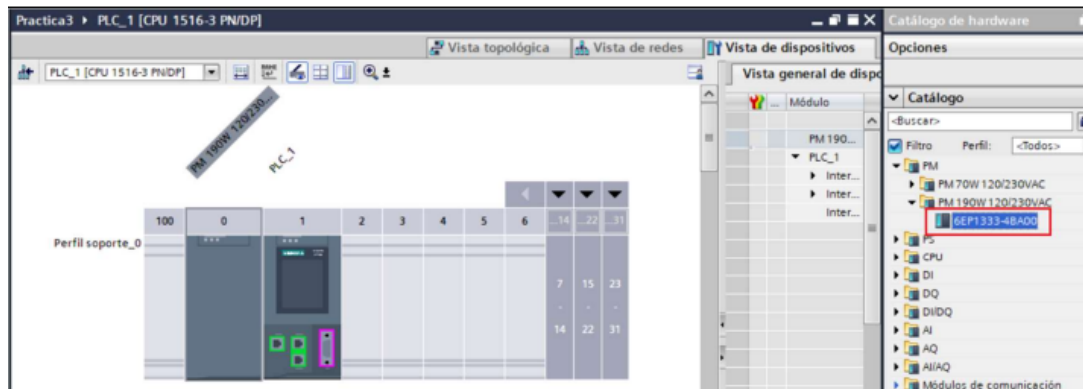 Practica3 ▸ PLC_1 [CPU 1516-3 PN/DP]
Catálogo de hardware
Vista topológica
Vista de redes
Vista de dispositivos
Opciones
PLC_1 [CPU 1516-3 PN/DP]
Vista general de dispo
Catálogo
... Módulo
<Buscar>
Filtro Perfil: <Todos>
PM 190W 120/230...
PLC_1
PM 190...
PLC_1
Inter...
Inter...
Inter...
PM
PM 70W 120/230VAC
PM 190W 120/230VAC
6EP1333-4BA00
PS
CPU
DI
DQ
DI/DQ
AI
AQ
AI/AQ
Módulos de comunicación
100 0 1 2 3 4 5 6 ...14 ...22 ...31
Perfil soporte_0
SIEMENS
7 15 23
- - -
14 22 31